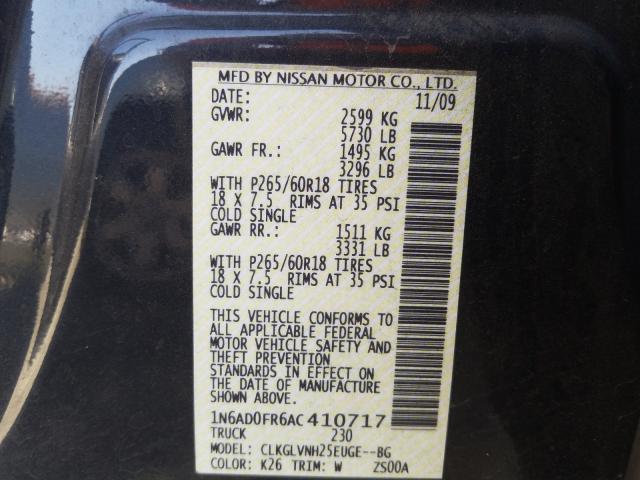 MFD BY NISSAN MOTOR CO., LTD.
DATE: 11/09
GVWR: 2599 KG
5730 LB
GAWR FR.: 1495 KG
3296 LB
WITH P265/60R18 TIRES
18 X 7.5 RIMS AT 35 PSI
COLD SINGLE
GAWR RR.: 1511 KG
3331 LB
WITH P265/60R18 TIRES
18 X 7.5 RIMS AT 35 PSI
COLD SINGLE
THIS VEHICLE CONFORMS TO
ALL APPLICABLE FEDERAL
MOTOR VEHICLE SAFETY AND
THEFT PREVENTION
STANDARDS IN EFFECT ON
THE DATE OF MANUFACTURE
SHOWN ABOVE.
1N6AD0FR6AC410717
TRUCK 230
MODEL: CLKGLVNH25EUGE--BG
COLOR: K26 TRIM: W ZS00A